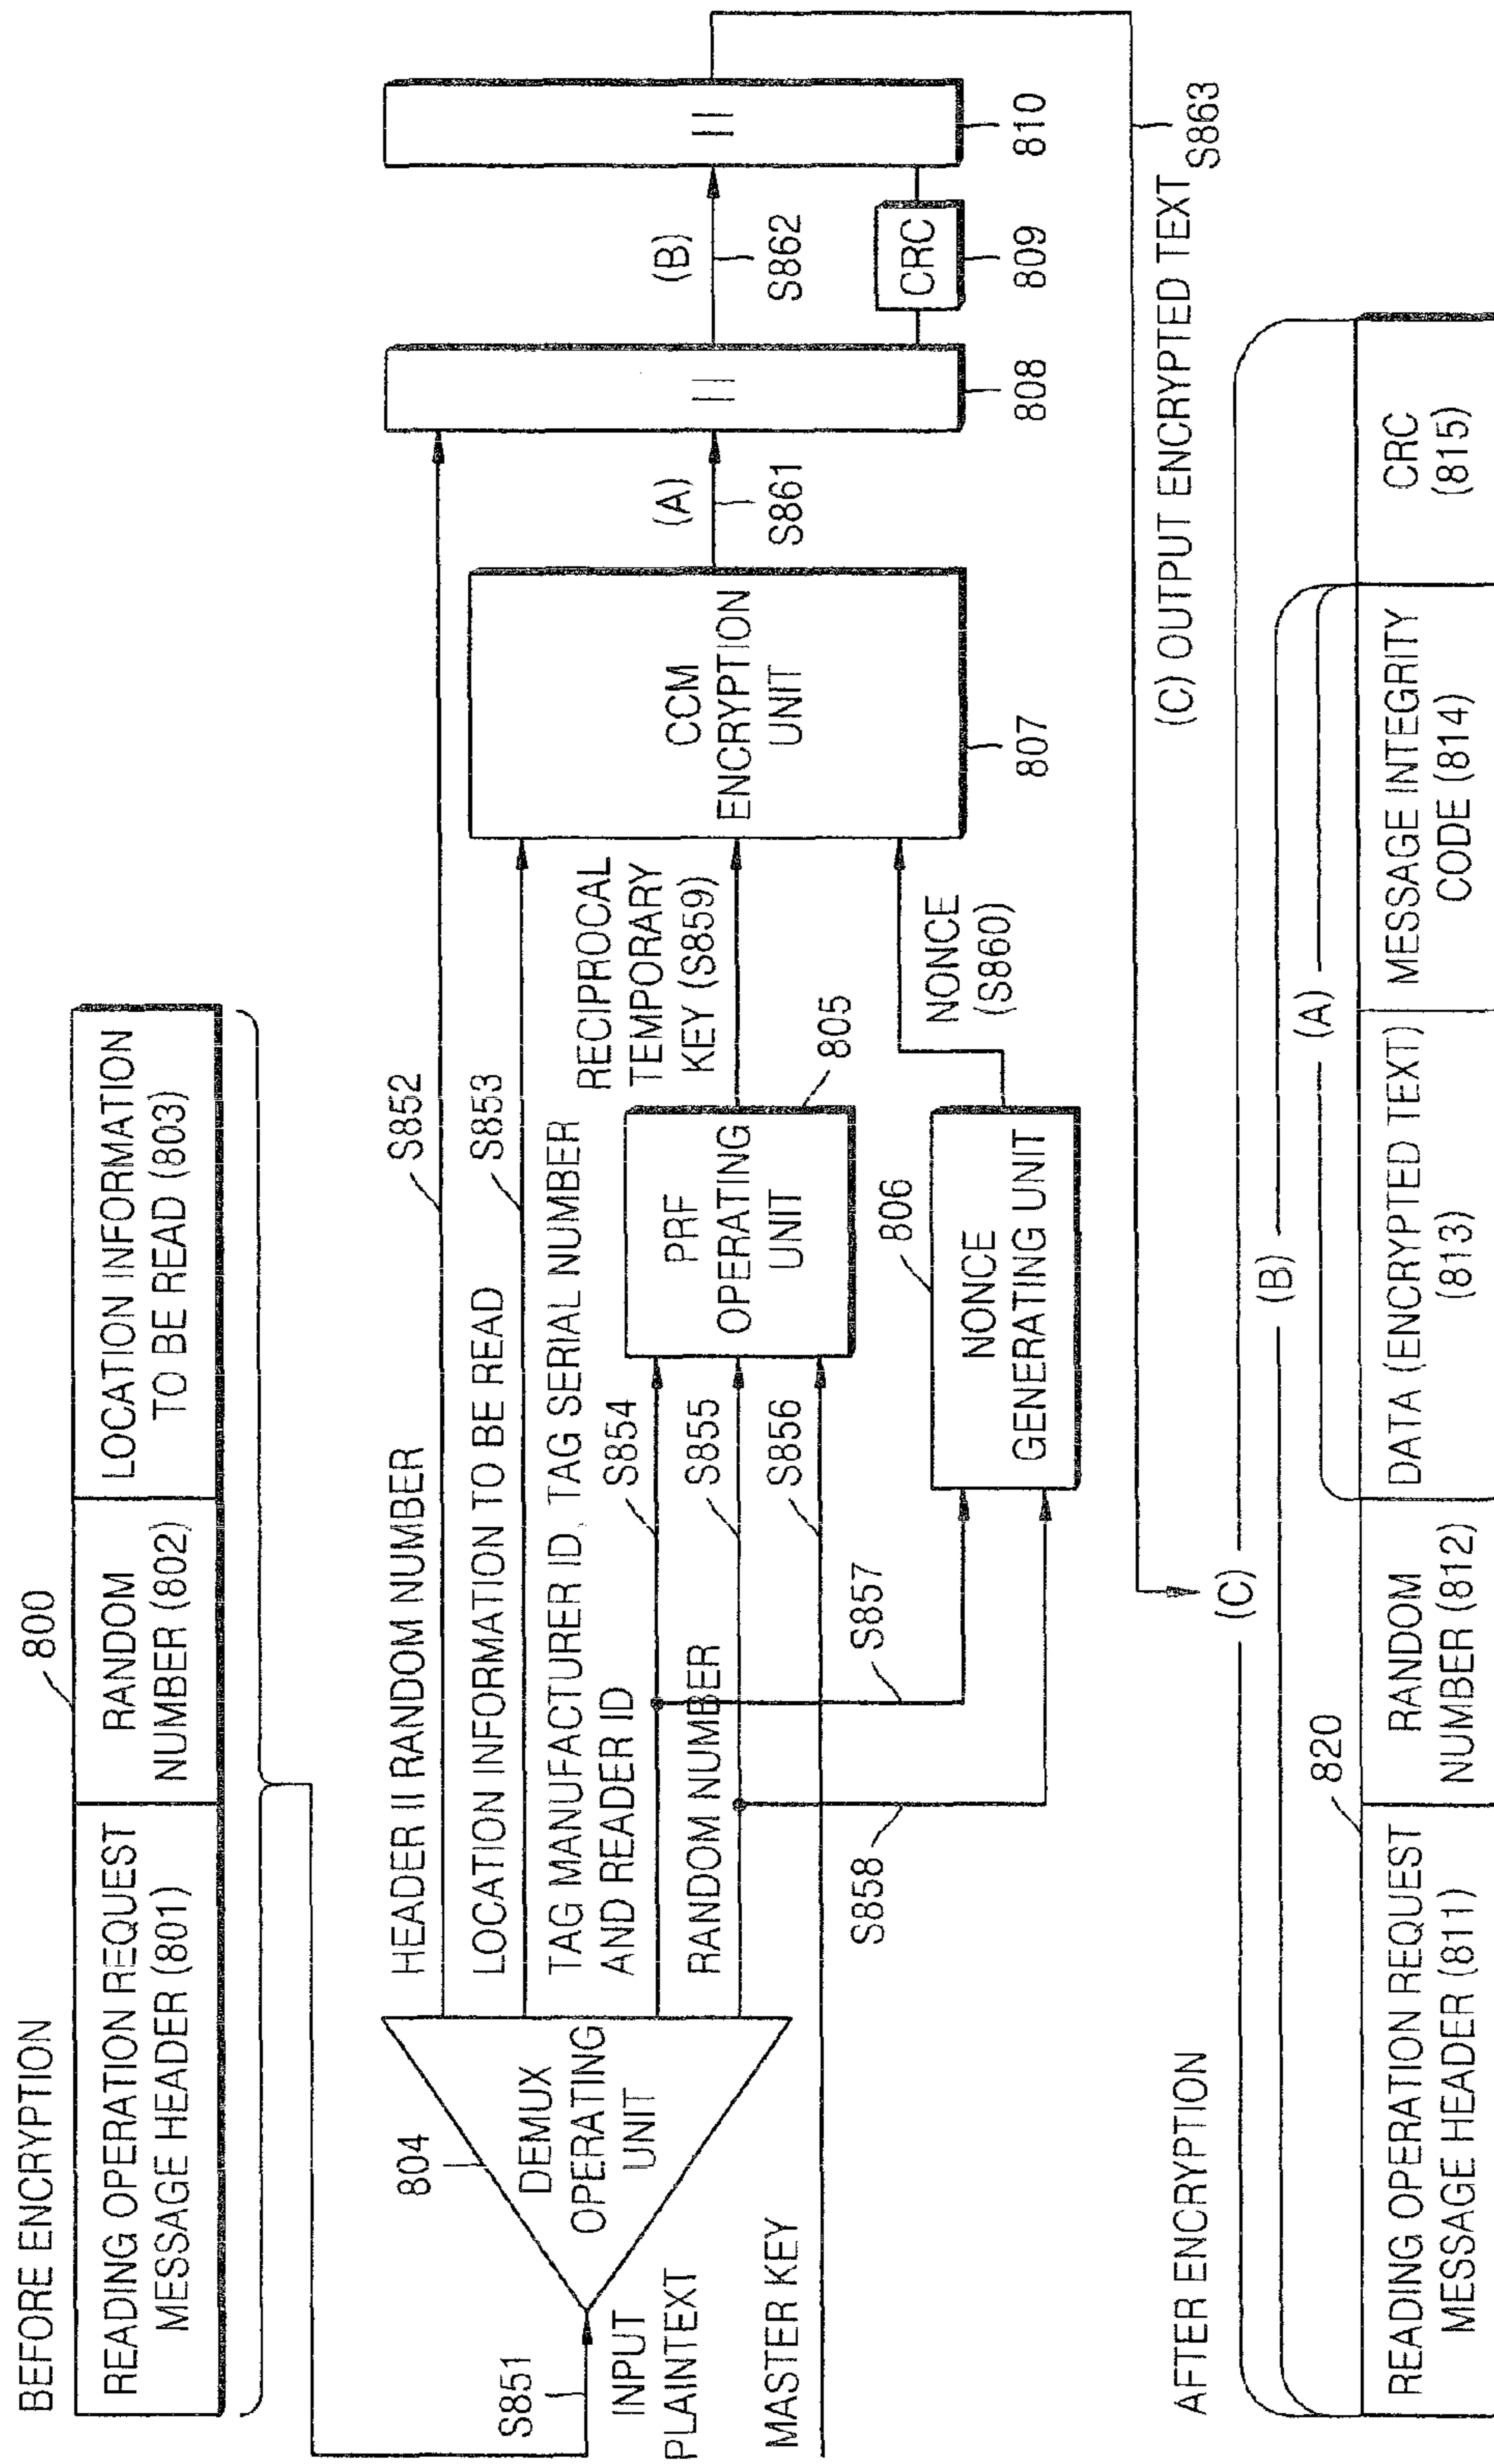 BEFORE ENCRYPTION
800
READING OPERATION REQUEST
MESSAGE HEADER (801)
RANDOM
NUMBER (802)
LOCATION INFORMATION
TO BE READ (803)
S851
INPUT
PLAINTEXT
MASTER KEY
804
DEMUX
OPERATING
UNIT
HEADER II RANDOM NUMBER
S852
LOCATION INFORMATION TO BE READ
S853
TAG MANUFACTURER ID, TAG SERIAL NUMBER
AND READER ID
S854
RANDOM NUMBER
S855
S856
S857
S858
PRF
OPERATING
UNIT
805
806
NONCE
GENERATING UNIT
RECIPROCAL
TEMPORARY
KEY (S859)
NONCE
(S860)
CCM
ENCRYPTION
UNIT
807
(A)
S861
||
808
(B)
S862
CRC
809
||
810
(C) OUTPUT ENCRYPTED TEXT
S863
AFTER ENCRYPTION
820
(C)
(B)
(A)
READING OPERATION REQUEST
MESSAGE HEADER (811)
RANDOM
NUMBER (812)
DATA (ENCRYPTED TEXT)
(813)
MESSAGE INTEGRITY
CODE (814)
CRC
(815)